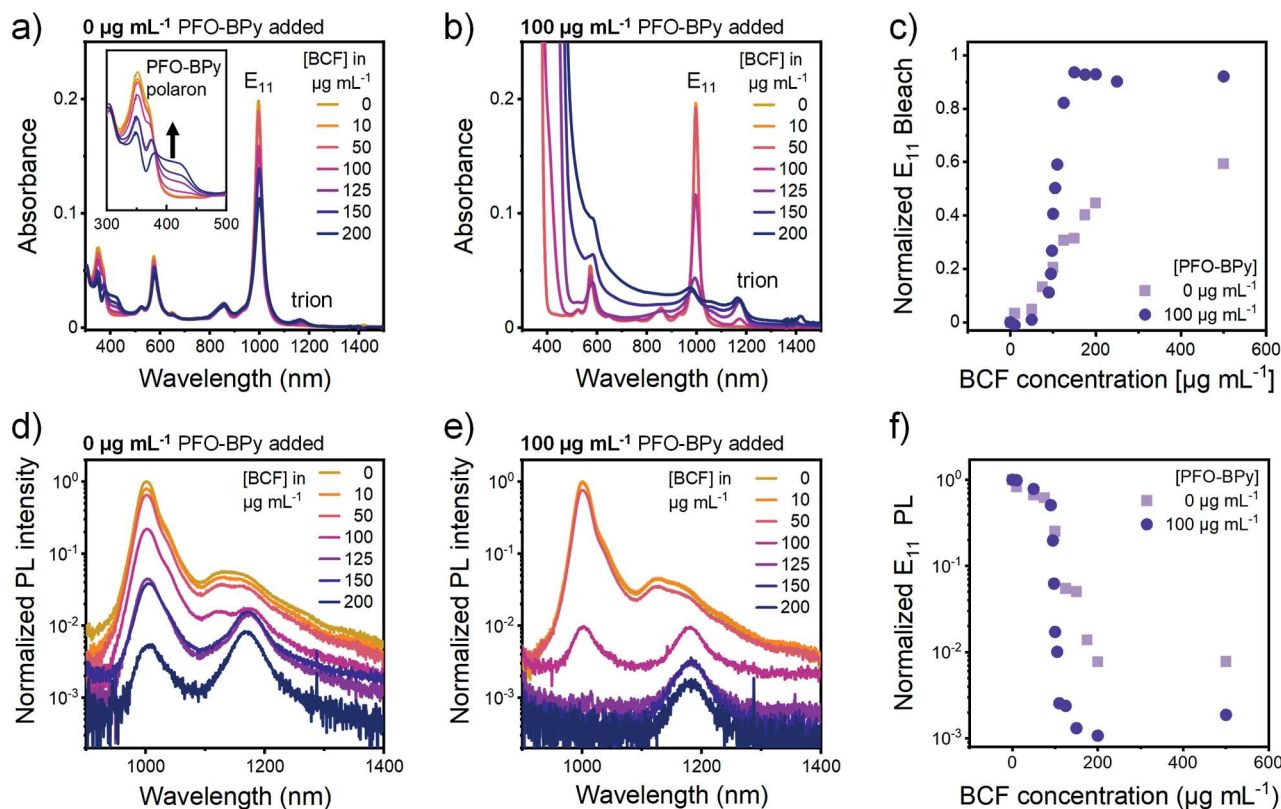 a)
0 µg mL⁻¹ PFO-BPy added
PFO-BPy
polaron
300 400 500
E₁₁
[BCF] in
µg mL⁻¹
0
10
50
100
125
150
200
trion
0.2
0.1
0
Absorbance
400 600 800 1000 1200 1400
Wavelength (nm)
b)
100 µg mL⁻¹ PFO-BPy added
E₁₁
[BCF] in
µg mL⁻¹
0
10
50
100
125
150
200
trion
0.2
0.1
0
Absorbance
400 600 800 1000 1200 1400
Wavelength (nm)
c)
1
0.8
0.6
0.4
0.2
0
Normalized E₁₁ Bleach
[PFO-BPy]
0 µg mL⁻¹
100 µg mL⁻¹
0 200 400 600
BCF concentration [µg mL⁻¹]
d)
0 µg mL⁻¹ PFO-BPy added
[BCF] in
µg mL⁻¹
0
10
50
100
125
150
200
10⁰
10⁻¹
10⁻²
10⁻³
Normalized PL intensity
1000 1200 1400
Wavelength (nm)
e)
100 µg mL⁻¹ PFO-BPy added
[BCF] in
µg mL⁻¹
0
10
50
100
125
150
200
10⁰
10⁻¹
10⁻²
10⁻³
Normalized PL intensity
1000 1200 1400
Wavelength (nm)
f)
[PFO-BPy]
0 µg mL⁻¹
100 µg mL⁻¹
10⁰
10⁻¹
10⁻²
10⁻³
Normalized E₁₁ PL
0 200 400 600
BCF concentration (µg mL⁻¹)